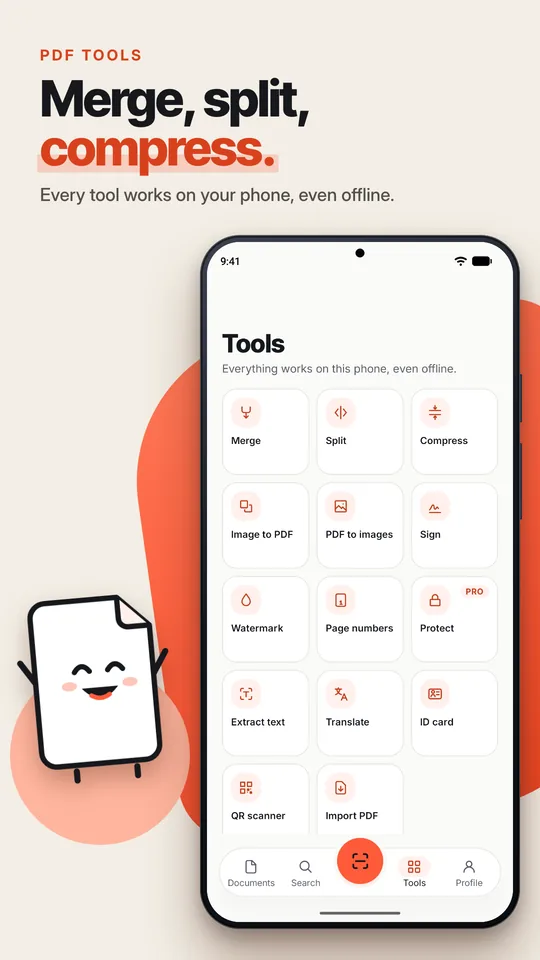 PDF TOOLS
Merge, split,
compress.
Every tool works on your phone, even offline.
9:41
Tools
Everything works on this phone, even offline.
Merge
Split
Compress
Image to PDF
PDF to images
Sign
Watermark
Page numbers
PRO
Protect
Extract text
Translate
ID card
QR scanner
Import PDF
Documents
Search
Tools
Profile